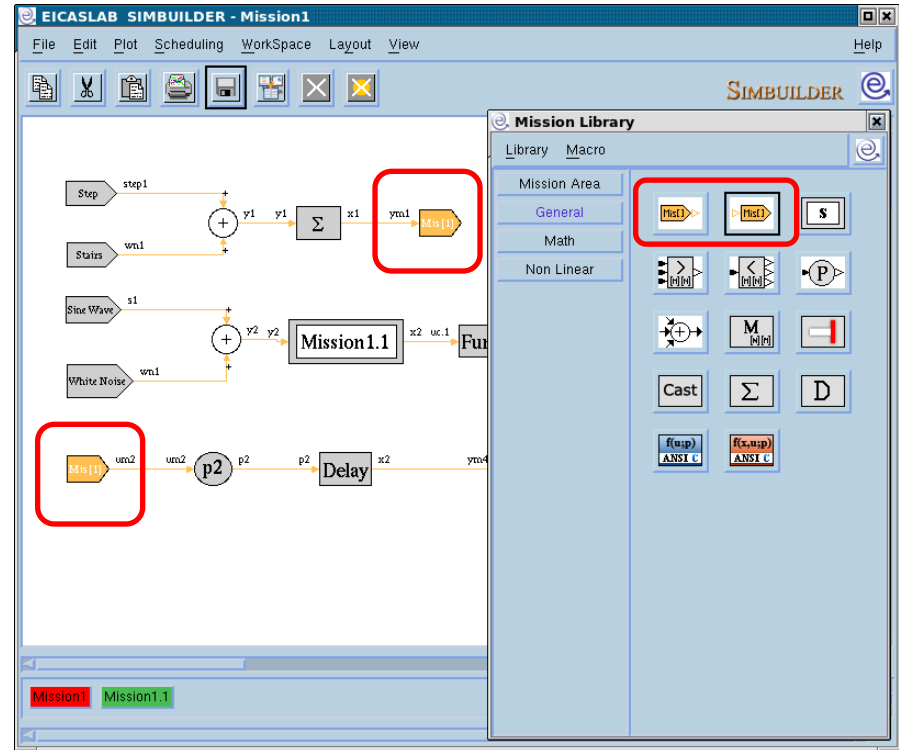 EICASLAB SIMBUILDER - Mission1
File Edit Plot Scheduling WorkSpace Layout View Help
SIMBUILDER
Step
step1
+
y1
y1
Σ
x1
ym1
Mis[1]
Stairs
wn1
+
Sine Wave
s1
+
y2
y2
Mission1.1
x2
uc.1
Fur
White Noise
wn1
+
Mis[1]
um2
um2
p2
p2
p2
Delay
x2
ym4
Mission1
Mission1.1
Mission Library
Library Macro
Mission Area
General
Math
Non Linear
Mis[]
Mis[]
S
>
[N][N]
<
[N][N]
P
+
M
[N][N]
Cast
Σ
D
f(u;p)
ANSI C
f(x,u;p)
ANSI C